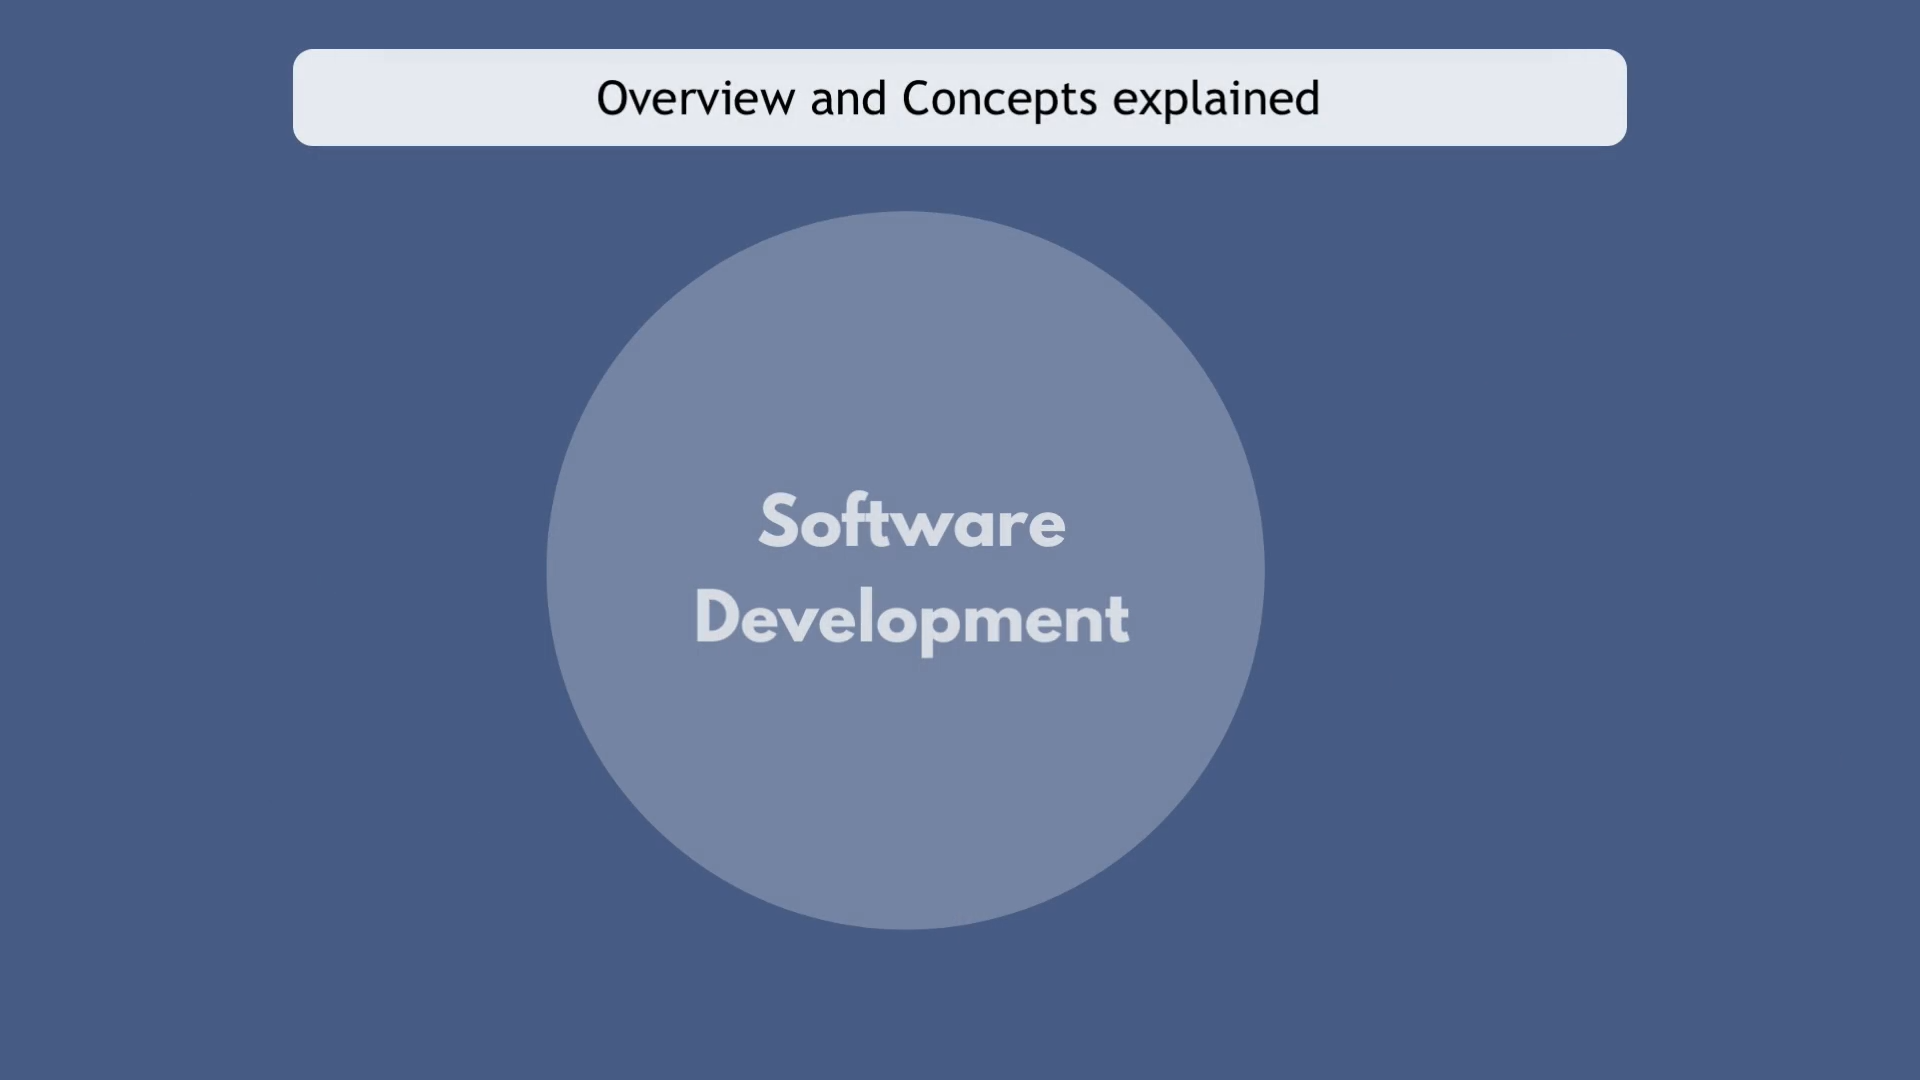 Overview and Concepts explained
Software
Development